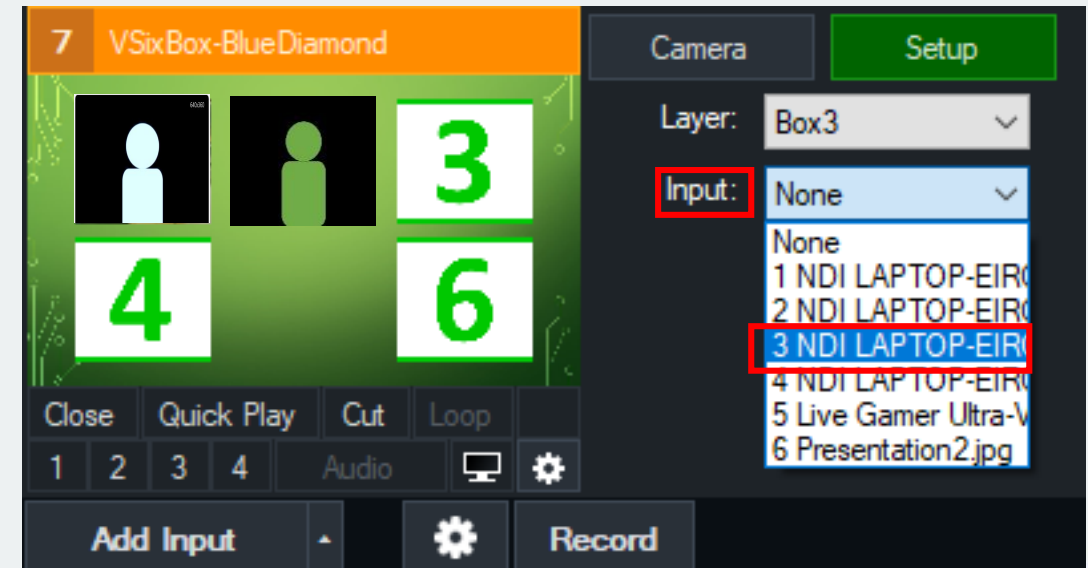 7 VSixBox-BlueDiamond
Camera Setup
Layer: Box3
Input: None
None
1 NDI LAPTOP-EIR
2 NDI LAPTOP-EIR
3 NDI LAPTOP-EIR
4 NDI LAPTOP-EIR
5 Live Gamer Ultra-V
6 Presentation2.jpg
640x360
3
4 6
Close Quick Play Cut Loop
1 2 3 4 Audio
Add Input Record